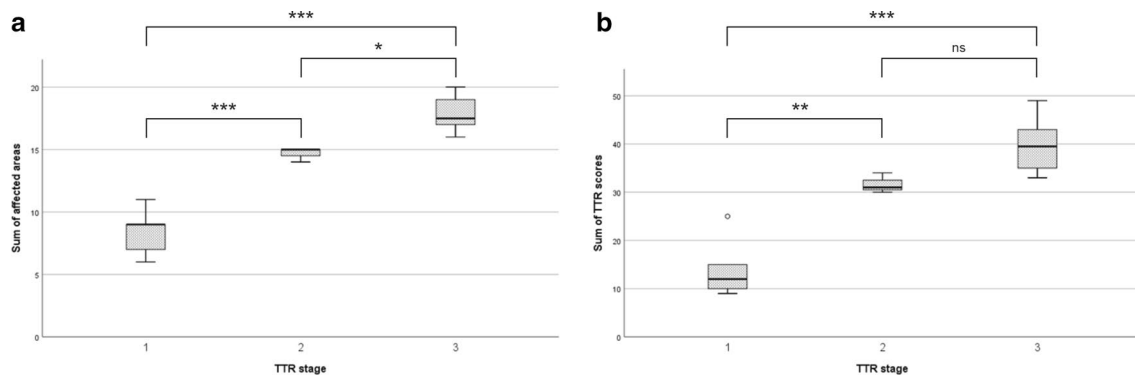 a
***
*
***
Sum of affected areas
20
15
10
5
0
1 2 3
TTR stage
b
***
ns
**
Sum of TTR scores
50
40
30
20
10
0
1 2 3
TTR stage